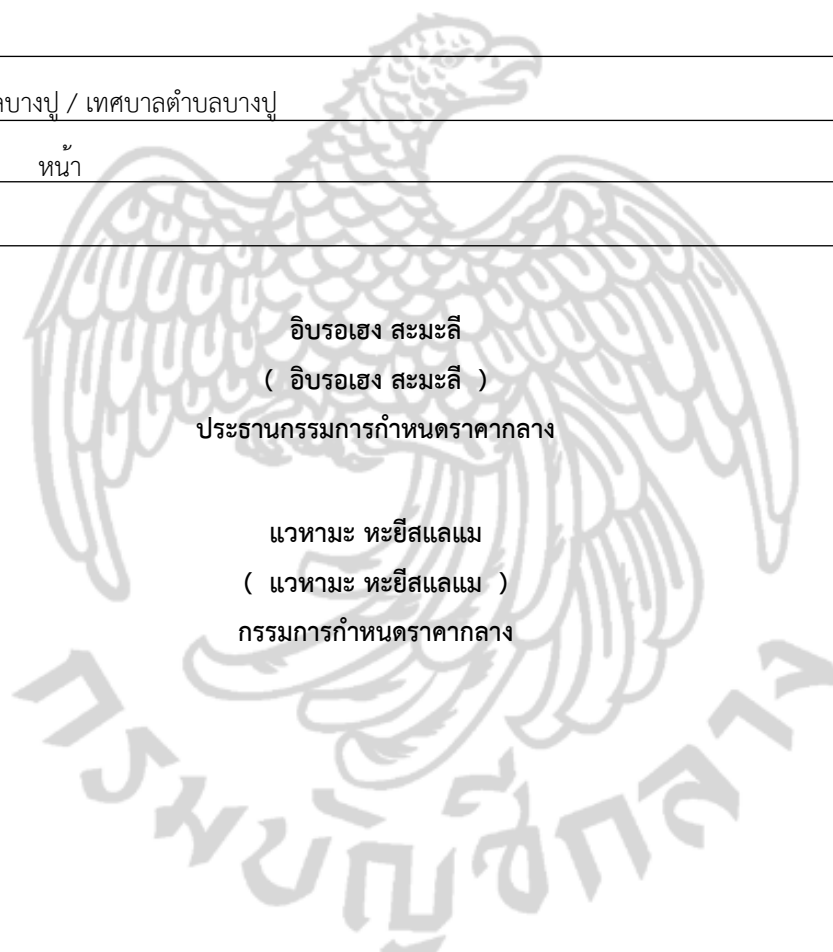 ลบางปู / เทศบาลตำบลบางปู
หน้า
อิบรอเฮง สะมะลี
( อิบรอเฮง สะมะลี )
ประธานกรรมการกำหนดราคากลาง
แวหามะ หะยีสแลแม
( แวหามะ หะยีสแลแม )
กรรมการกำหนดราคากลาง
กรมบัญชีกลาง